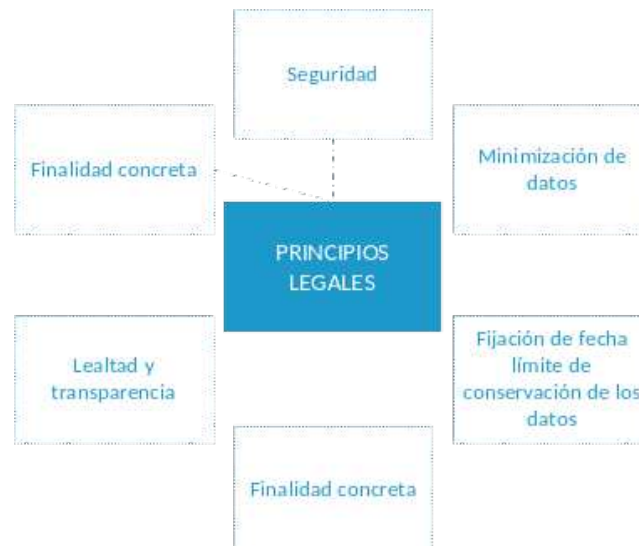 Seguridad
Finalidad concreta
Minimización de
datos
PRINCIPIOS
LEGALES
Lealtad y
transparencia
Fijación de fecha
límite de
conservación de los
datos
Finalidad concreta